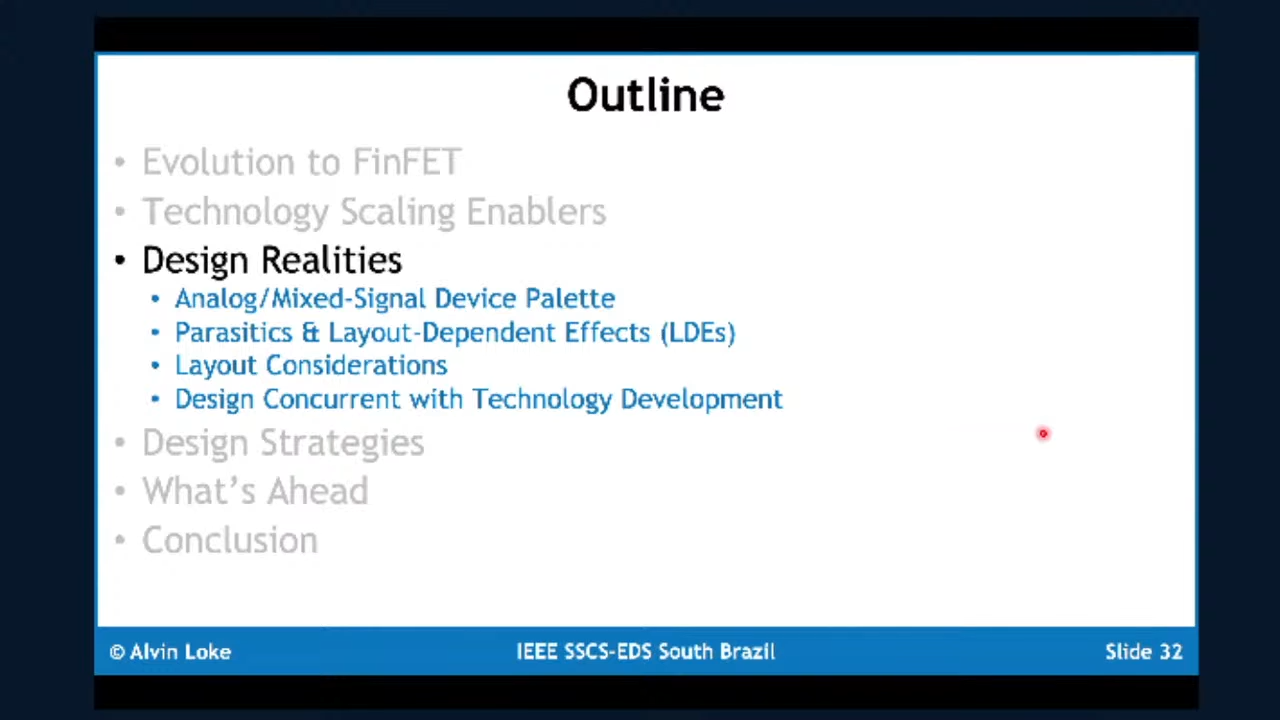 Outline
• Evolution to FinFET
• Technology Scaling Enablers
• Design Realities
• Analog/Mixed-Signal Device Palette
• Parasitics & Layout-Dependent Effects (LDEs)
• Layout Considerations
• Design Concurrent with Technology Development
• Design Strategies
• What's Ahead
• Conclusion
© Alvin Loke IEEE SSCS-EDS South Brazil Slide 32